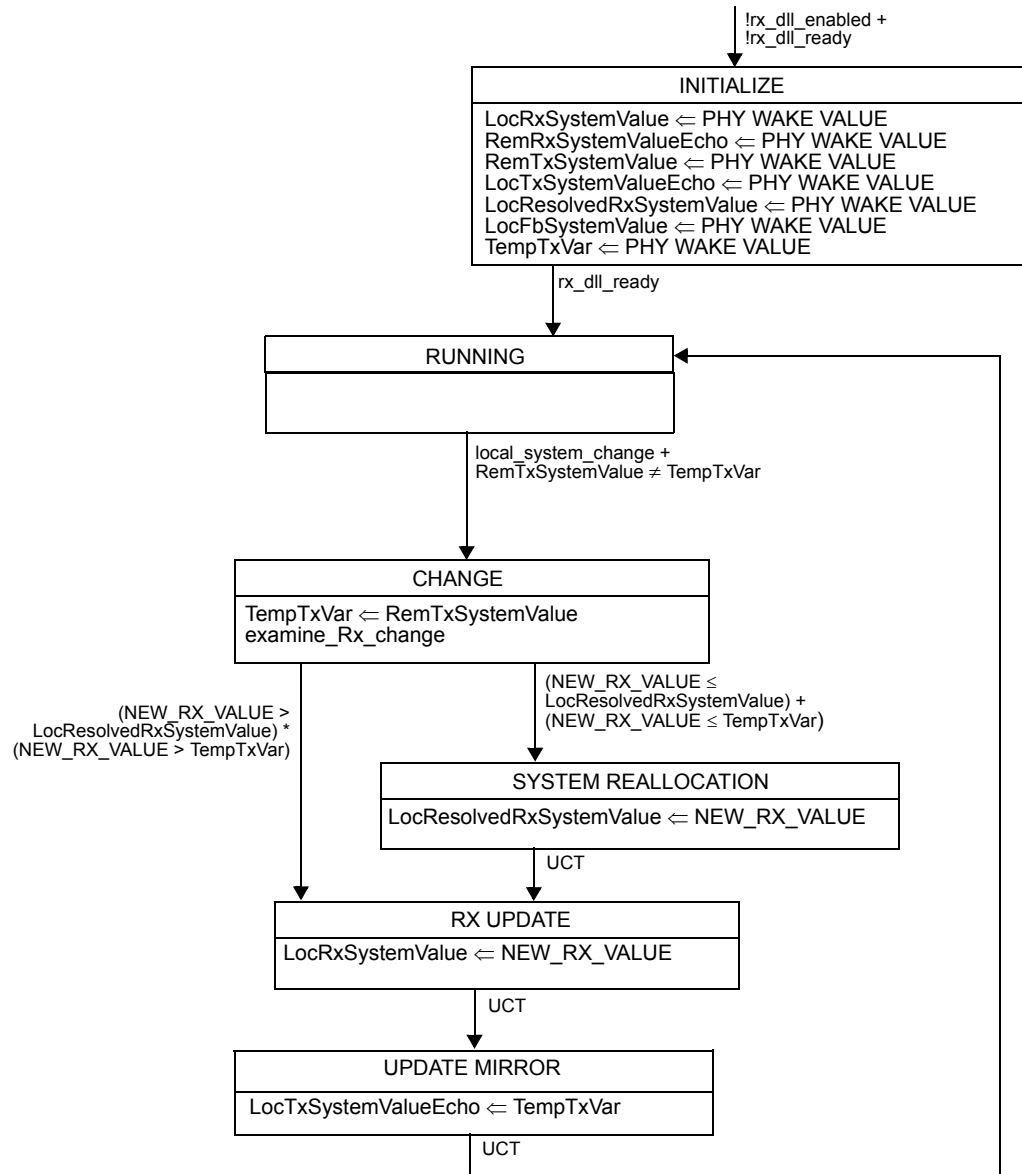 !rx_dll_enabled +
!rx_dll_ready
INITIALIZE
LocRxSystemValue ⇐ PHY WAKE VALUE
RemRxSystemValueEcho ⇐ PHY WAKE VALUE
RemTxSystemValue ⇐ PHY WAKE VALUE
LocTxSystemValueEcho ⇐ PHY WAKE VALUE
LocResolvedRxSystemValue ⇐ PHY WAKE VALUE
LocFbSystemValue ⇐ PHY WAKE VALUE
TempTxVar ⇐ PHY WAKE VALUE
rx_dll_ready
RUNNING
local_system_change +
RemTxSystemValue ≠ TempTxVar
CHANGE
TempTxVar ⇐ RemTxSystemValue
examine_Rx_change
(NEW_RX_VALUE >
LocResolvedRxSystemValue) *
(NEW_RX_VALUE > TempTxVar)
(NEW_RX_VALUE ≤
LocResolvedRxSystemValue) +
(NEW_RX_VALUE ≤ TempTxVar)
SYSTEM REALLOCATION
LocResolvedRxSystemValue ⇐ NEW_RX_VALUE
UCT
RX UPDATE
LocRxSystemValue ⇐ NEW_RX_VALUE
UCT
UPDATE MIRROR
LocTxSystemValueEcho ⇐ TempTxVar
UCT